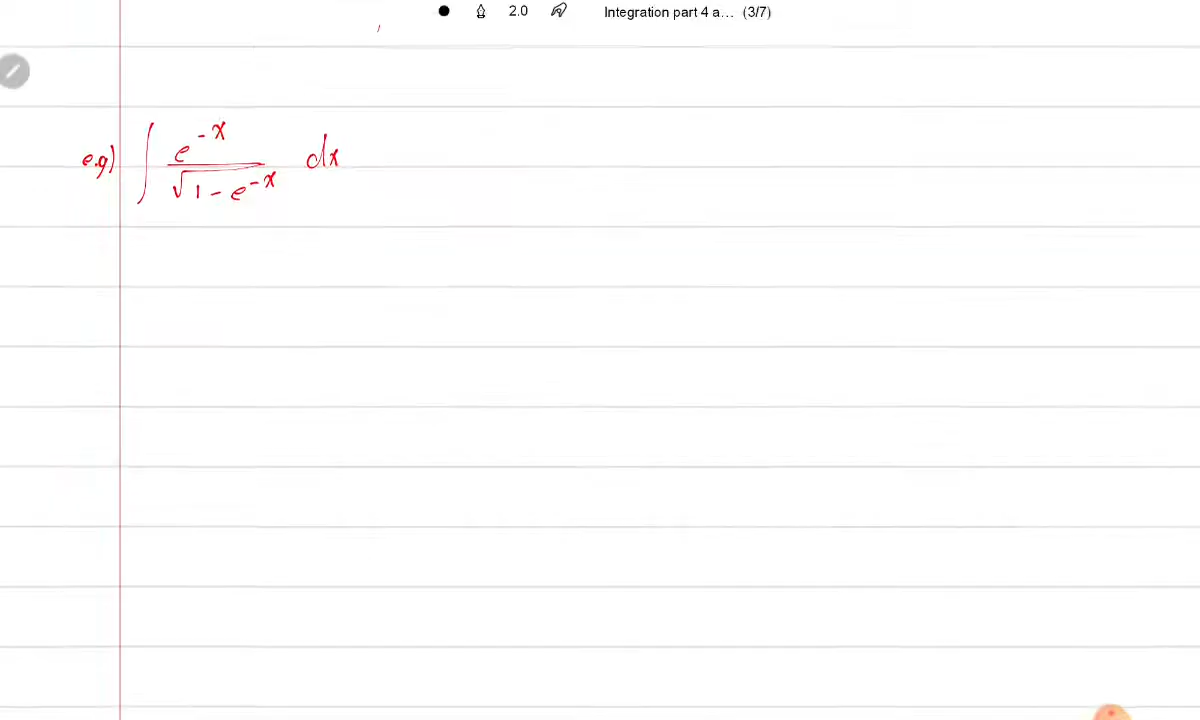 2.0 Integration part 4 a... (3/7)
e.g) ∫ e^-x / √1 - e^-x dx